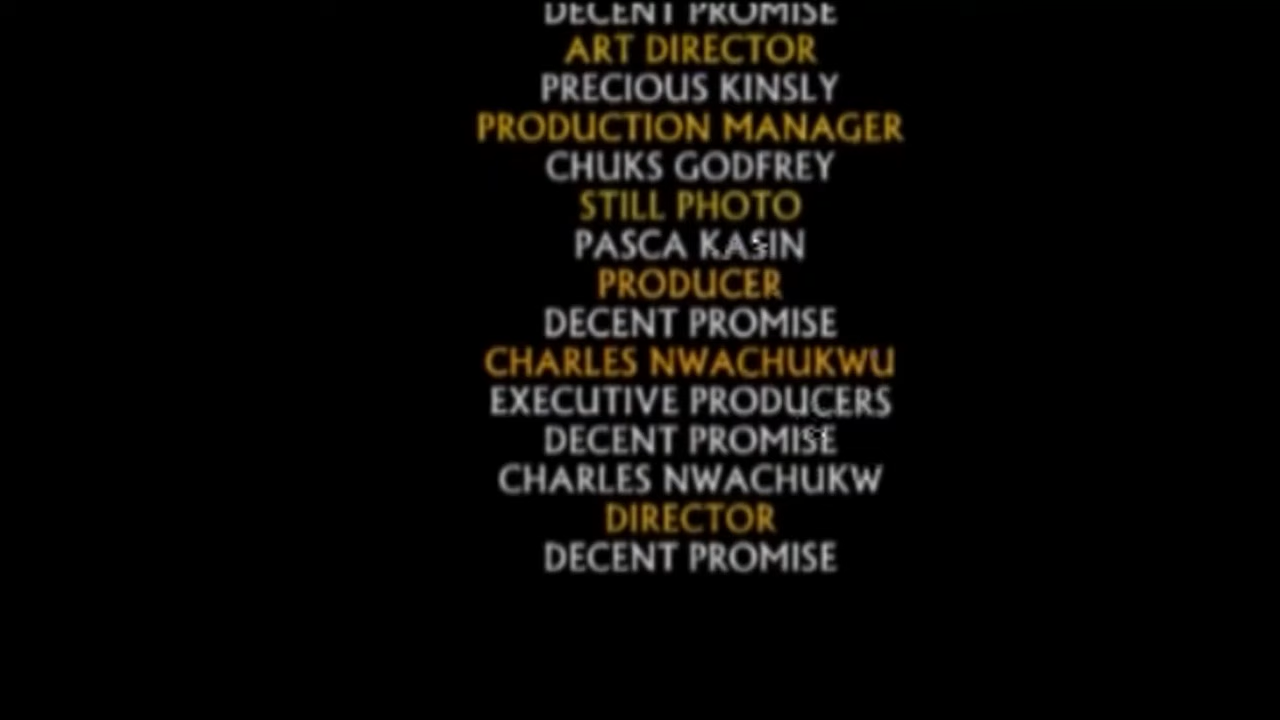 DECENT PROMISE
ART DIRECTOR
PRECIOUS KINSLY
PRODUCTION MANAGER
CHUKS GODFREY
STILL PHOTO
PASCA KASIN
PRODUCER
DECENT PROMISE
CHARLES NWACHUKWU
EXECUTIVE PRODUCERS
DECENT PROMISE
CHARLES NWACHUKW
DIRECTOR
DECENT PROMISE